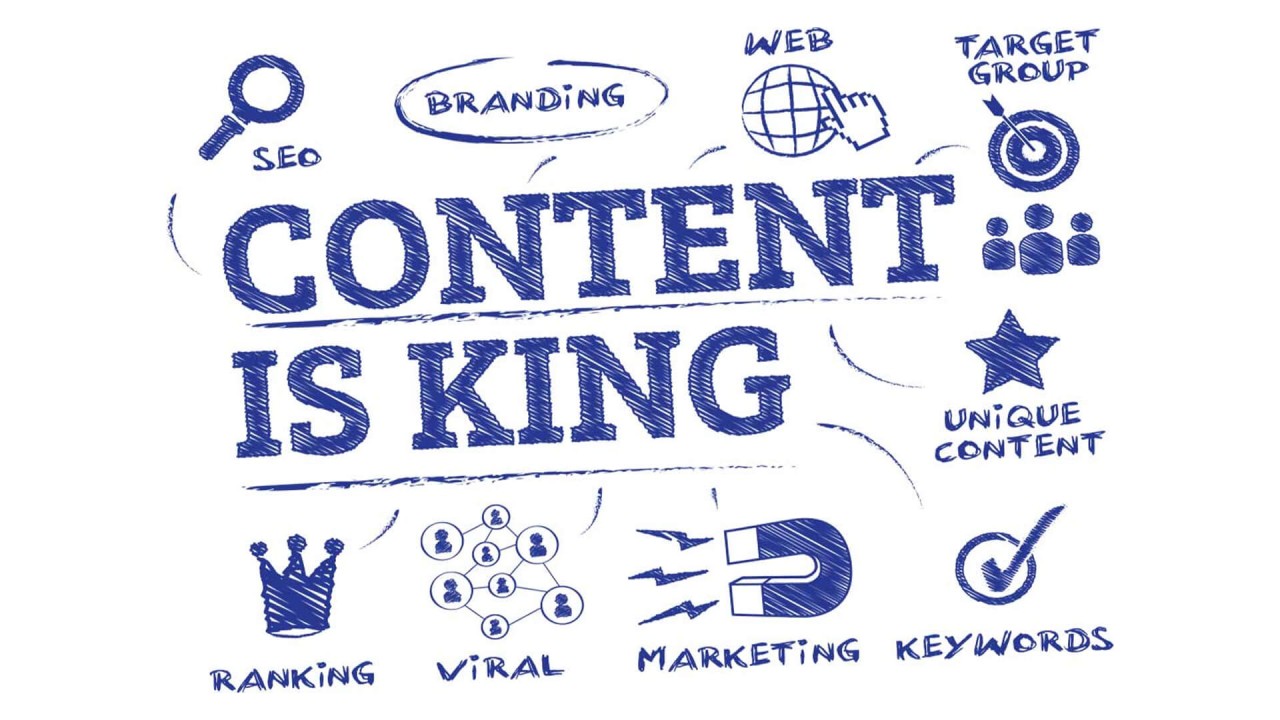 SEO
BRANDiNG
WEB
TARGET
GROUP
CONTENT
IS KING
UNiQUE
CONTENT
RANKiNG
ViRAL
MARKETiNG
KEYWORDS